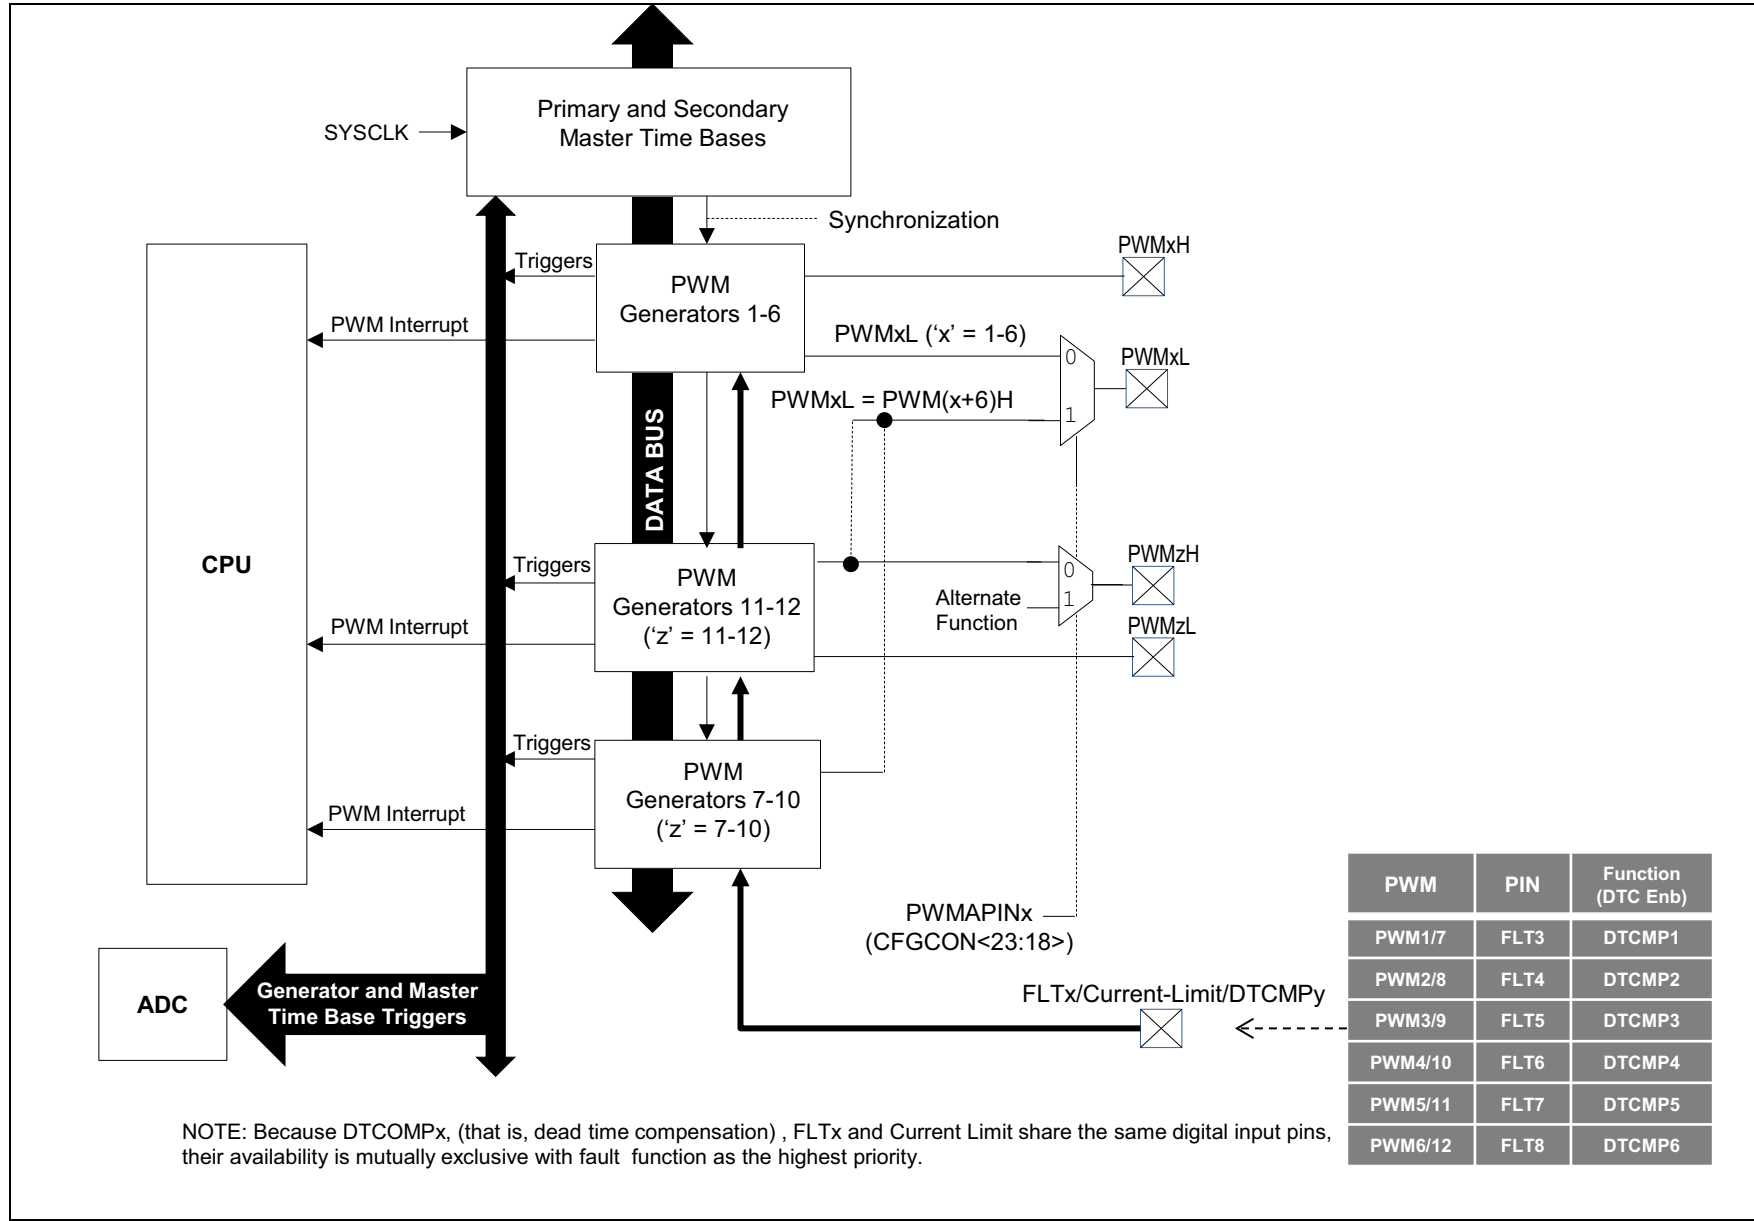 Primary and Secondary
Master Time Bases
SYSCLK
Synchronization
PWMxH
Triggers
PWM
Generators 1-6
PWM Interrupt
PWMxL (‘x’ = 1-6)
0
1
PWMxL
PWMxL = PWM(x+6)H
DATA BUS
CPU
Triggers
PWM
Generators 11-12
(‘z’ = 11-12)
PWM Interrupt
0
1
Alternate
Function
PWMzH
PWMzL
Triggers
PWM
Generators 7-10
(‘z’ = 7-10)
PWM Interrupt
PWMAPINx
(CFGCON<23:18>)
ADC
Generator and Master
Time Base Triggers
FLTx/Current-Limit/DTCMPy
PWM PIN Function
(DTC Enb)
PWM1/7 FLT3 DTCMP1
PWM2/8 FLT4 DTCMP2
PWM3/9 FLT5 DTCMP3
PWM4/10 FLT6 DTCMP4
PWM5/11 FLT7 DTCMP5
PWM6/12 FLT8 DTCMP6
NOTE: Because DTCOMPx, (that is, dead time compensation) , FLTx and Current Limit share the same digital input pins,
their availability is mutually exclusive with fault  function as the highest priority.